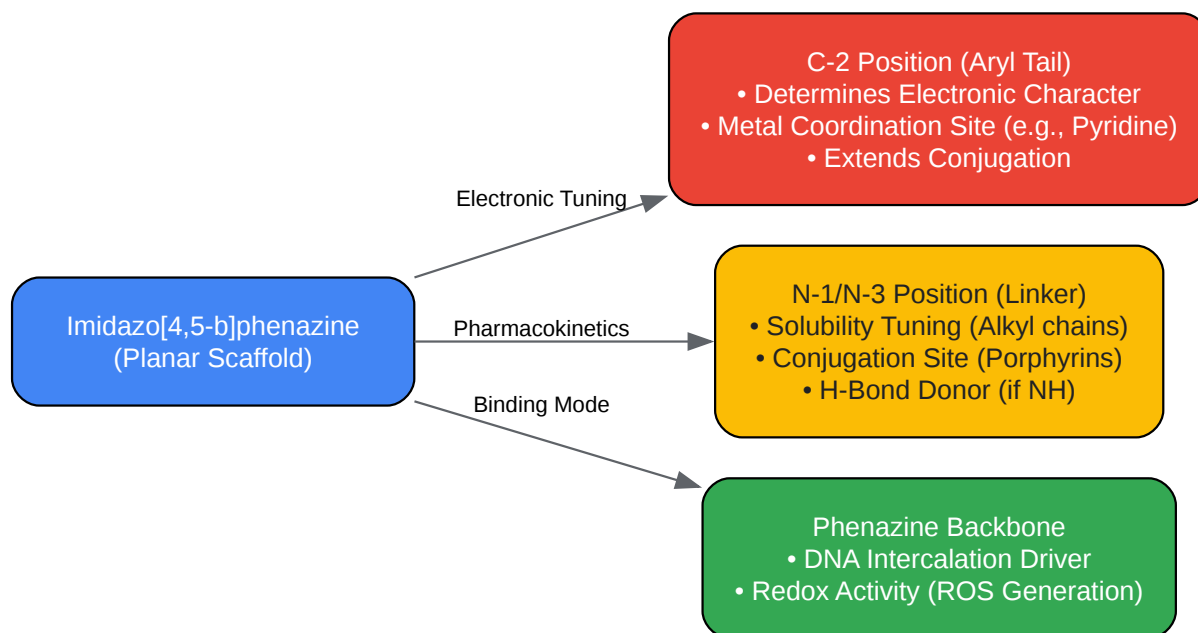 C-2 Position (Aryl Tail)
• Determines Electronic Character
• Metal Coordination Site (e.g., Pyridine)
• Extends Conjugation
Electronic Tuning
Imidazo[4,5-b]phenazine
(Planar Scaffold)
Pharmacokinetics
N-1/N-3 Position (Linker)
• Solubility Tuning (Alkyl chains)
• Conjugation Site (Porphyrins)
• H-Bond Donor (if NH)
Binding Mode
Phenazine Backbone
• DNA Intercalation Driver
• Redox Activity (ROS Generation)